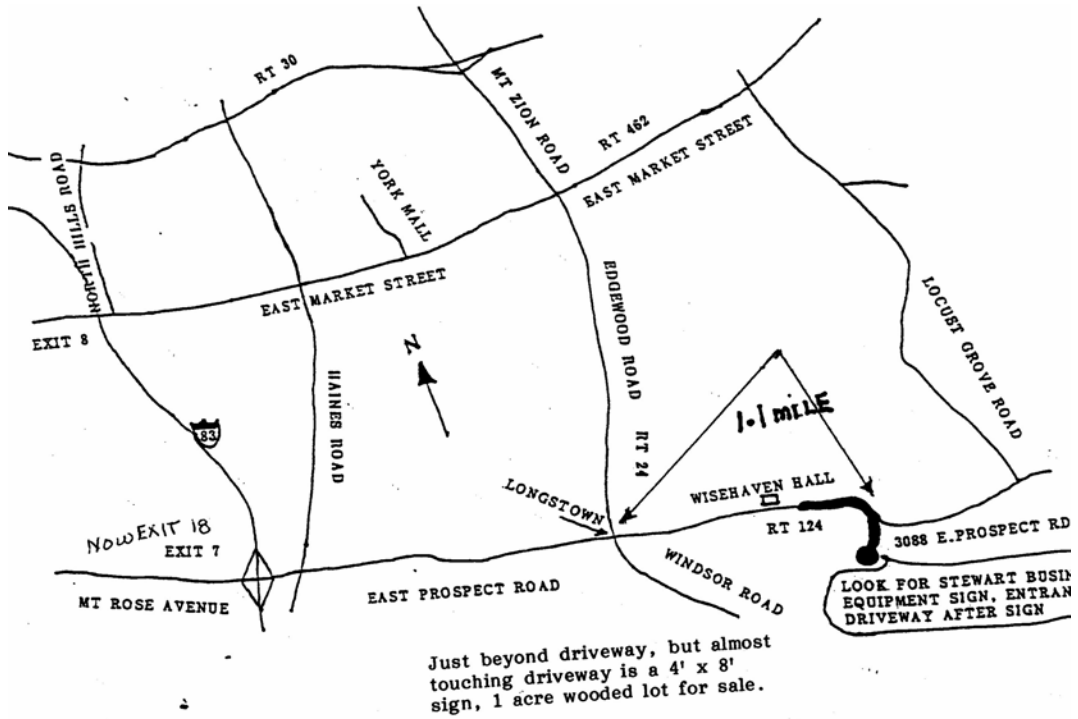 RT 30
MT ZION ROAD
RT 462
EAST MARKET STREET
NORTH HILLS ROAD
YORK MALL
EAST MARKET STREET
EXIT 8
N
HAINES ROAD
EDGEWOOD ROAD
RT 24
LOCUST GROVE ROAD
83
1.1 MILE
LONGSTOWN
WISEHAVEN HALL
RT 124
NOW EXIT 18
EXIT 7
3088 E.PROSPECT RD
MT ROSE AVENUE
EAST PROSPECT ROAD
WINDSOR ROAD
LOOK FOR STEWART BUSIN
EQUIPMENT SIGN, ENTRAN
DRIVEWAY AFTER SIGN
Just beyond driveway, but almost
touching driveway is a 4' x 8'
sign, 1 acre wooded lot for sale.